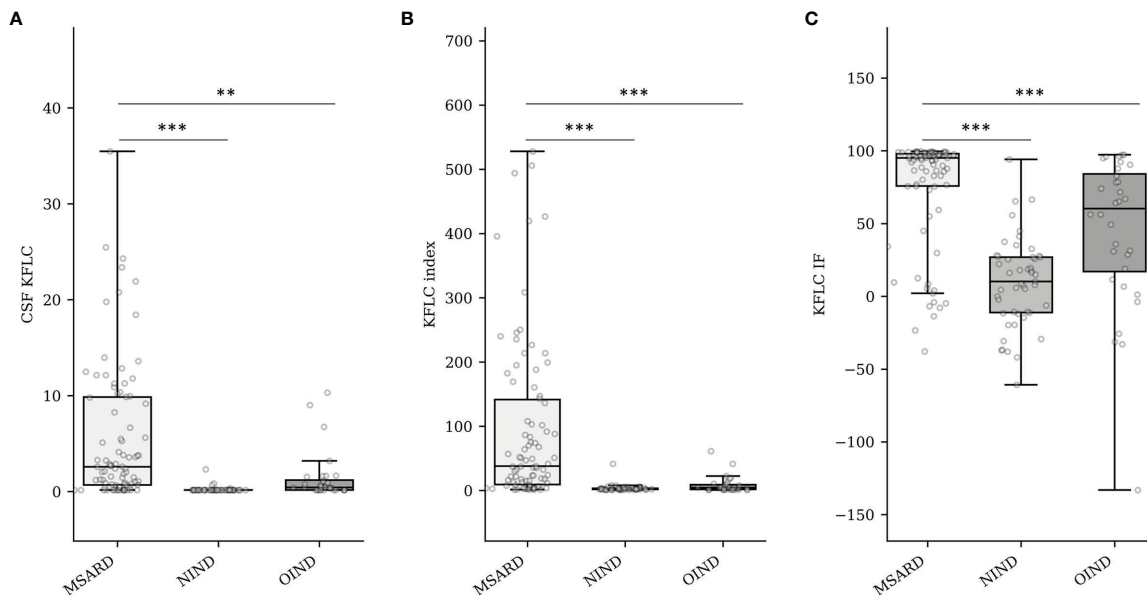 A
CSF KFLC
40
30
20
10
0
**
***
MSARD
NIND
OIND
B
KFLC index
700
600
500
400
300
200
100
0
***
***
MSARD
NIND
OIND
C
KFLC IF
150
100
50
0
−50
−100
−150
***
***
MSARD
NIND
OIND